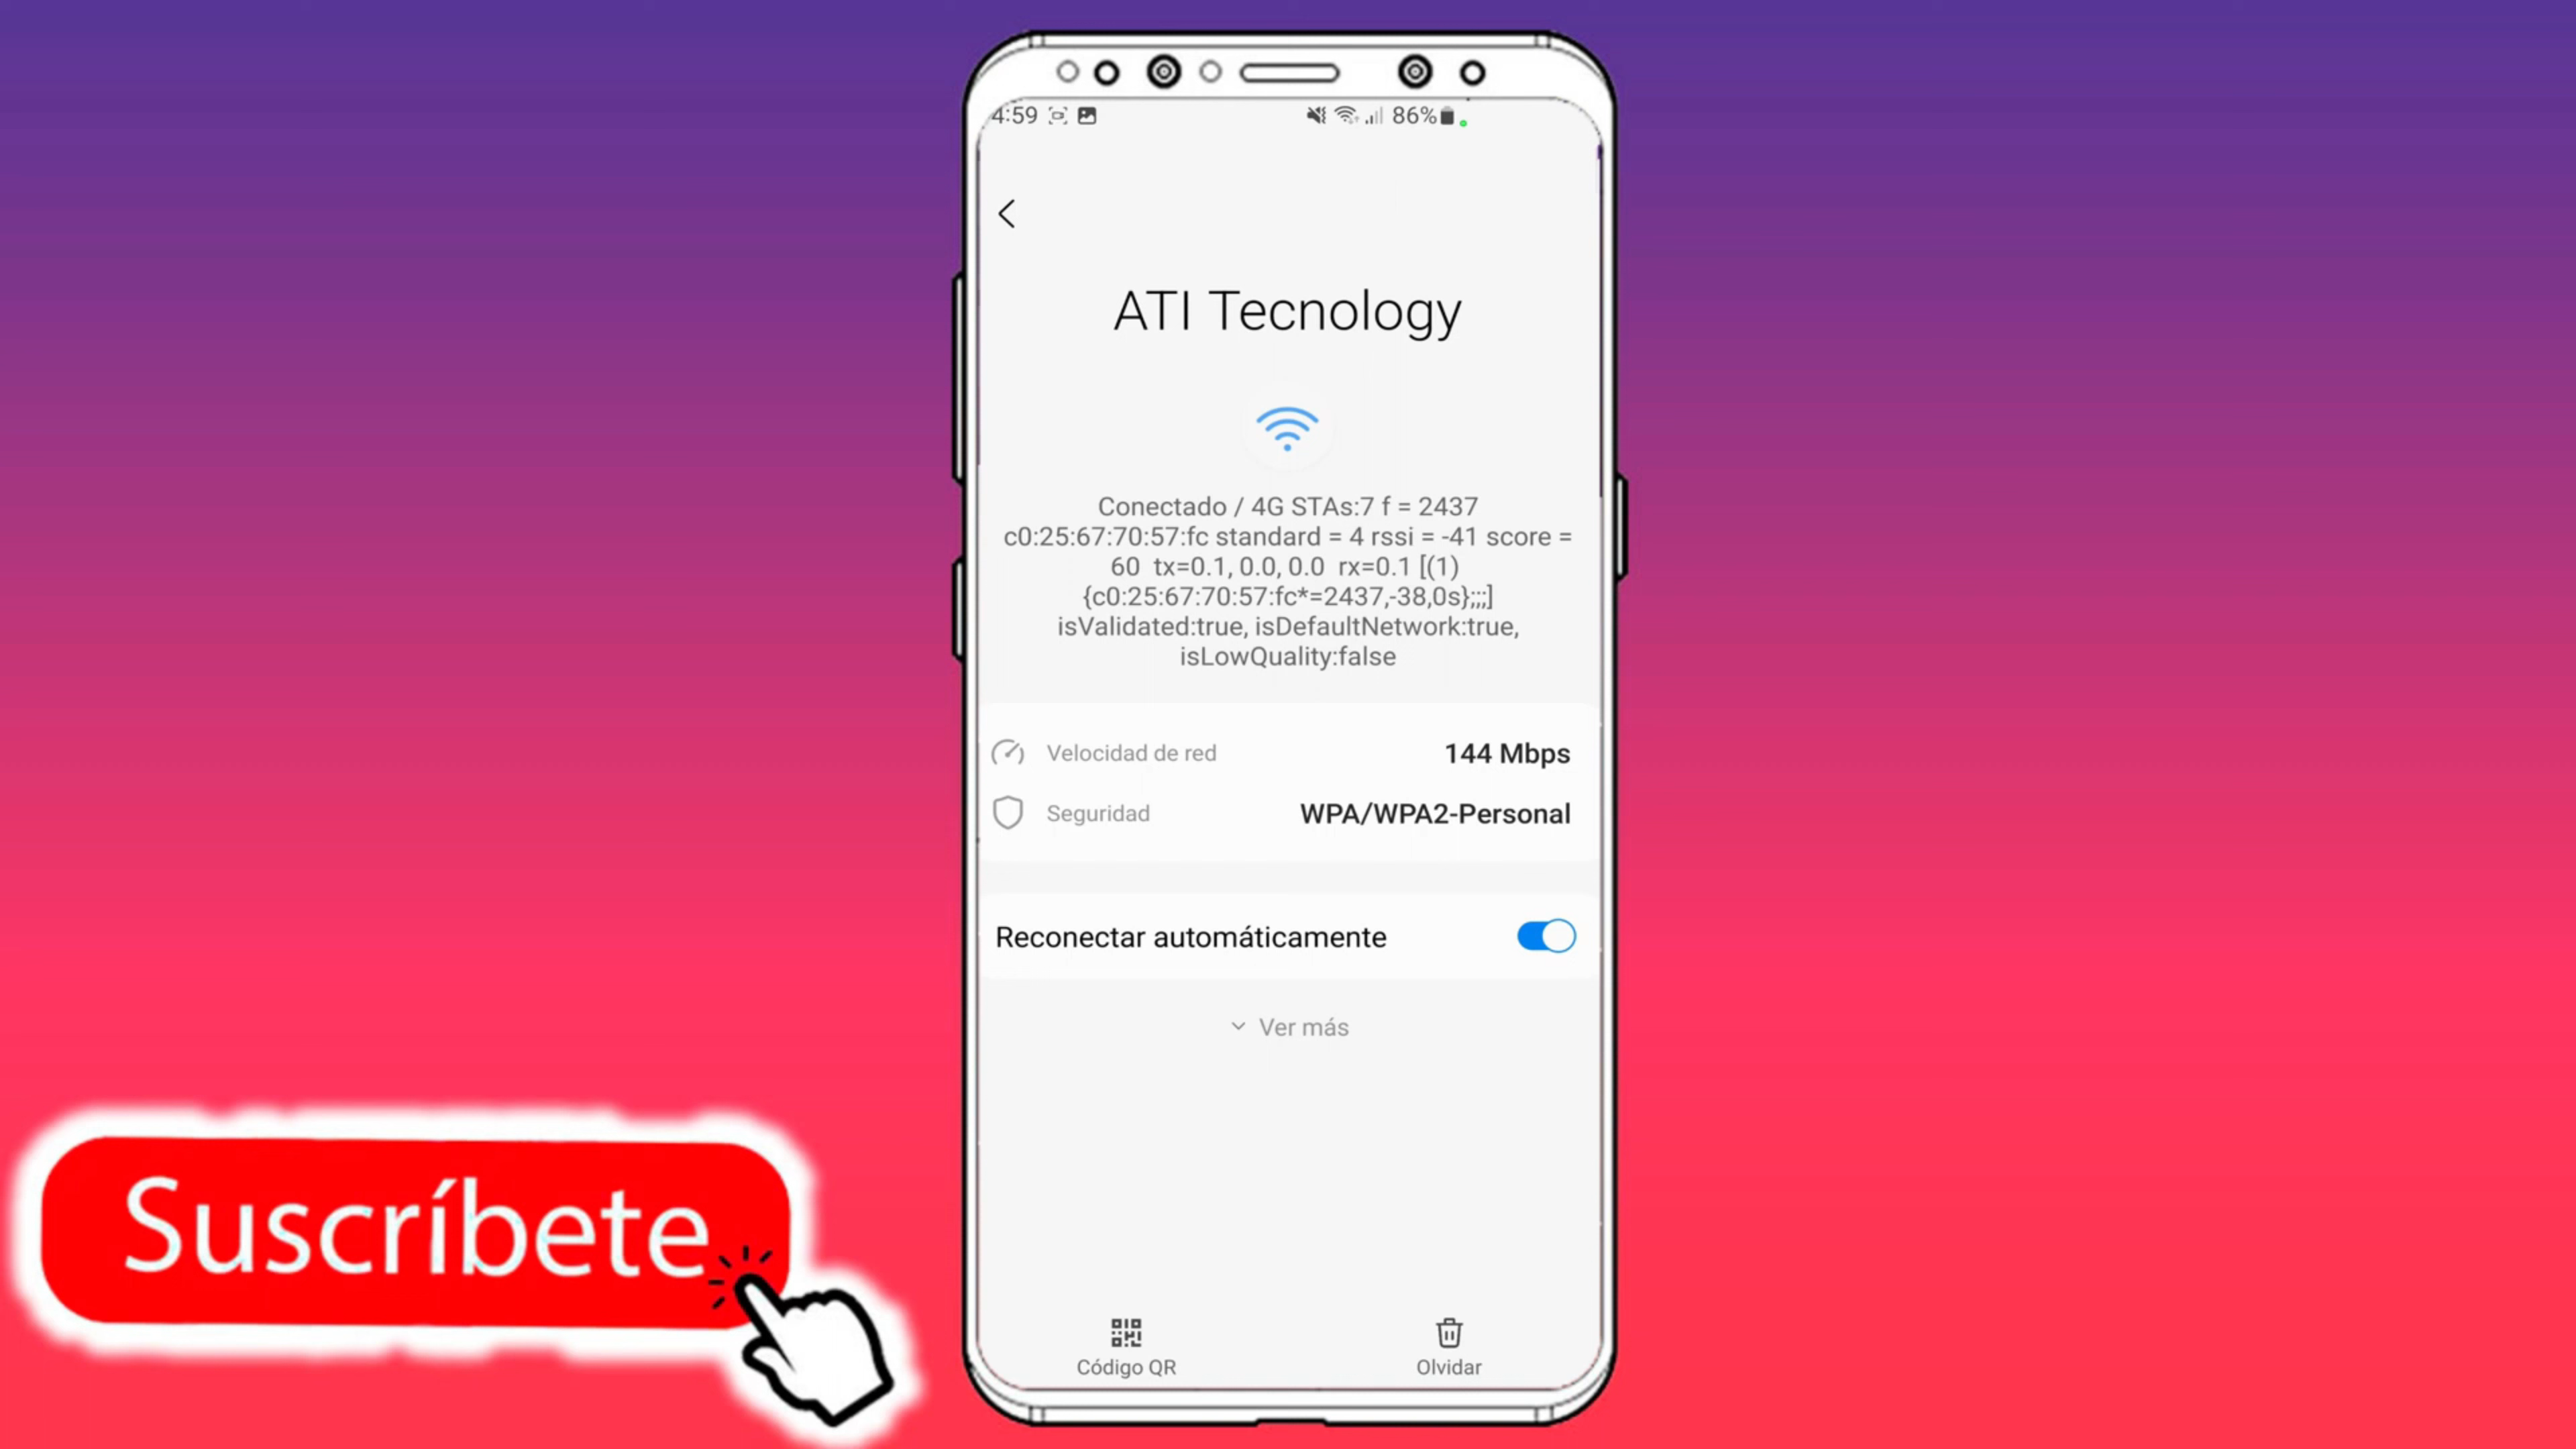 4:59
86%
ATI Tecnology
Conectado / 4G STAs:7 f = 2437
c0:25:67:70:57:fc standard = 4 rssi = -41 score =
60 tx=0.1, 0.0, 0.0 rx=0.1 [(1)
{c0:25:67:70:57:fc*=2437,-38,0s};;;]
isValidated:true, isDefaultNetwork:true,
isLowQuality:false
Velocidad de red 144 Mbps
Seguridad WPA/WPA2-Personal
Reconectar automáticamente
Ver más
Suscríbete
Código QR
Olvidar